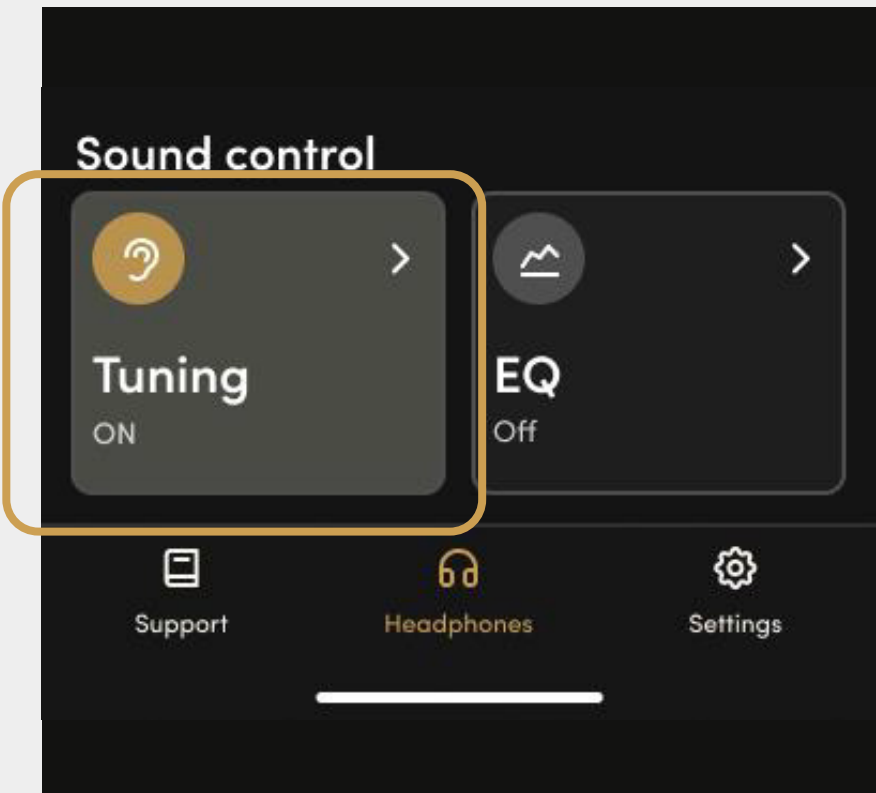 Sound control
Tuning
ON
EQ
Off
Support
Headphones
Settings